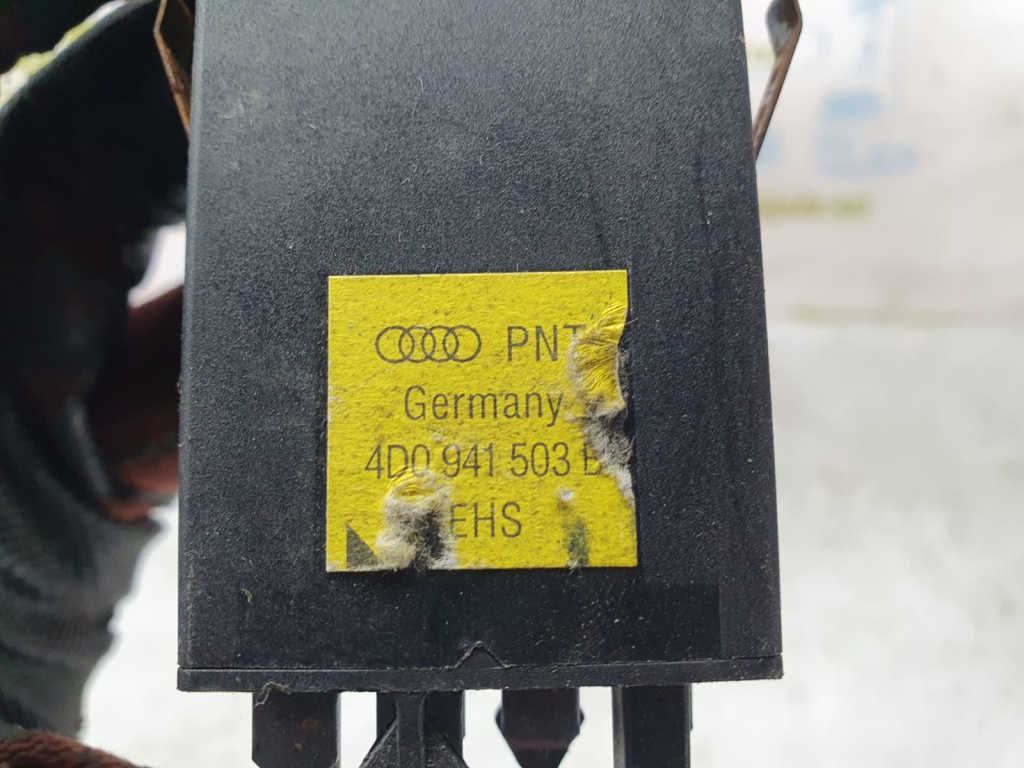 PNT
Germany
4D0 941 503 B
EHS